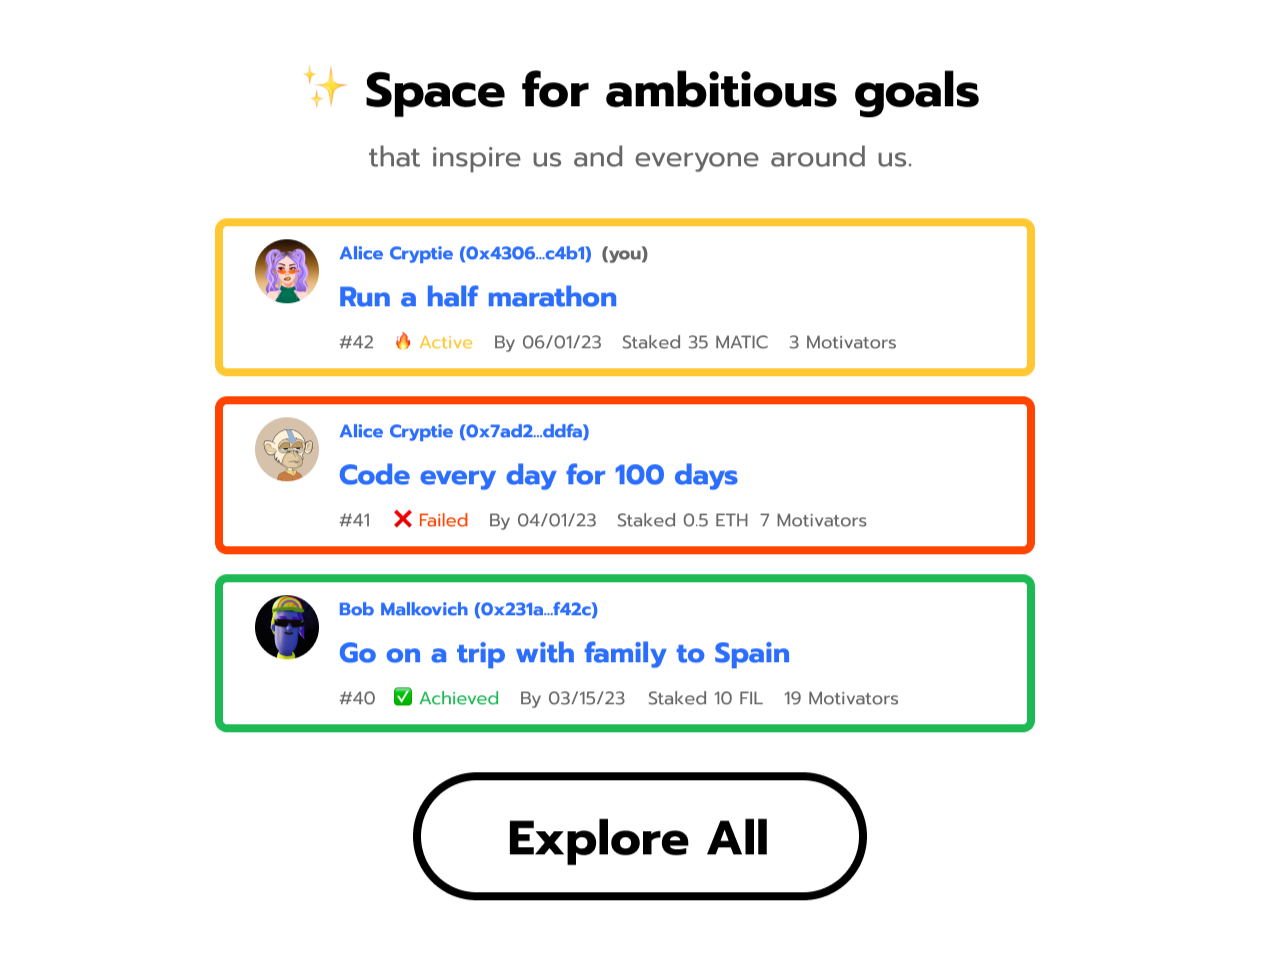 ✨ Space for ambitious goals
that inspire us and everyone around us.
Alice Cryptie (0x4306...c4b1) (you)
Run a half marathon
#42 🔥 Active By 06/01/23 Staked 35 MATIC 3 Motivators
Alice Cryptie (0x7ad2...ddfa)
Code every day for 100 days
#41 ❌ Failed By 04/01/23 Staked 0.5 ETH 7 Motivators
Bob Malkovich (0x231a...f42c)
Go on a trip with family to Spain
#40 ✅ Achieved By 03/15/23 Staked 10 FIL 19 Motivators
Explore All